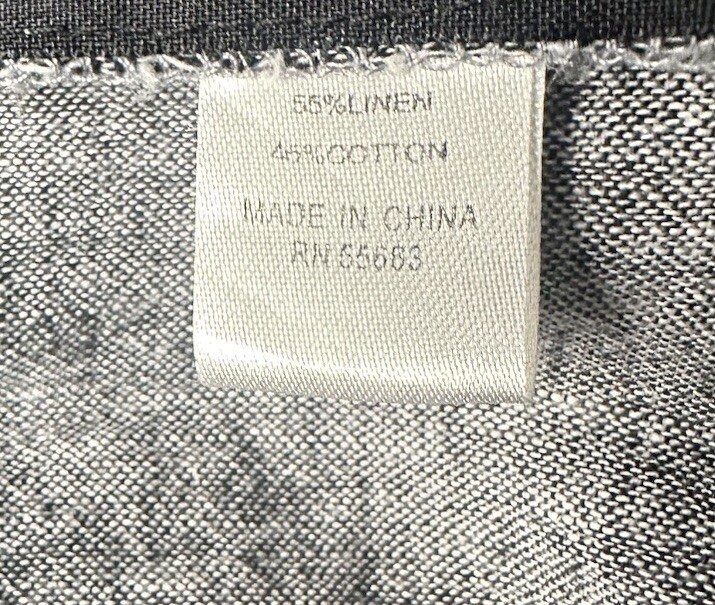 55%LINEN
45%COTTON
MADE IN CHINA
RN 55683